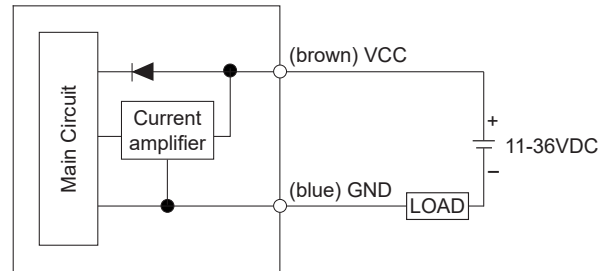 (brown) VCC
Main Circuit
Current
amplifier
+
11-36VDC
−
(blue) GND
LOAD